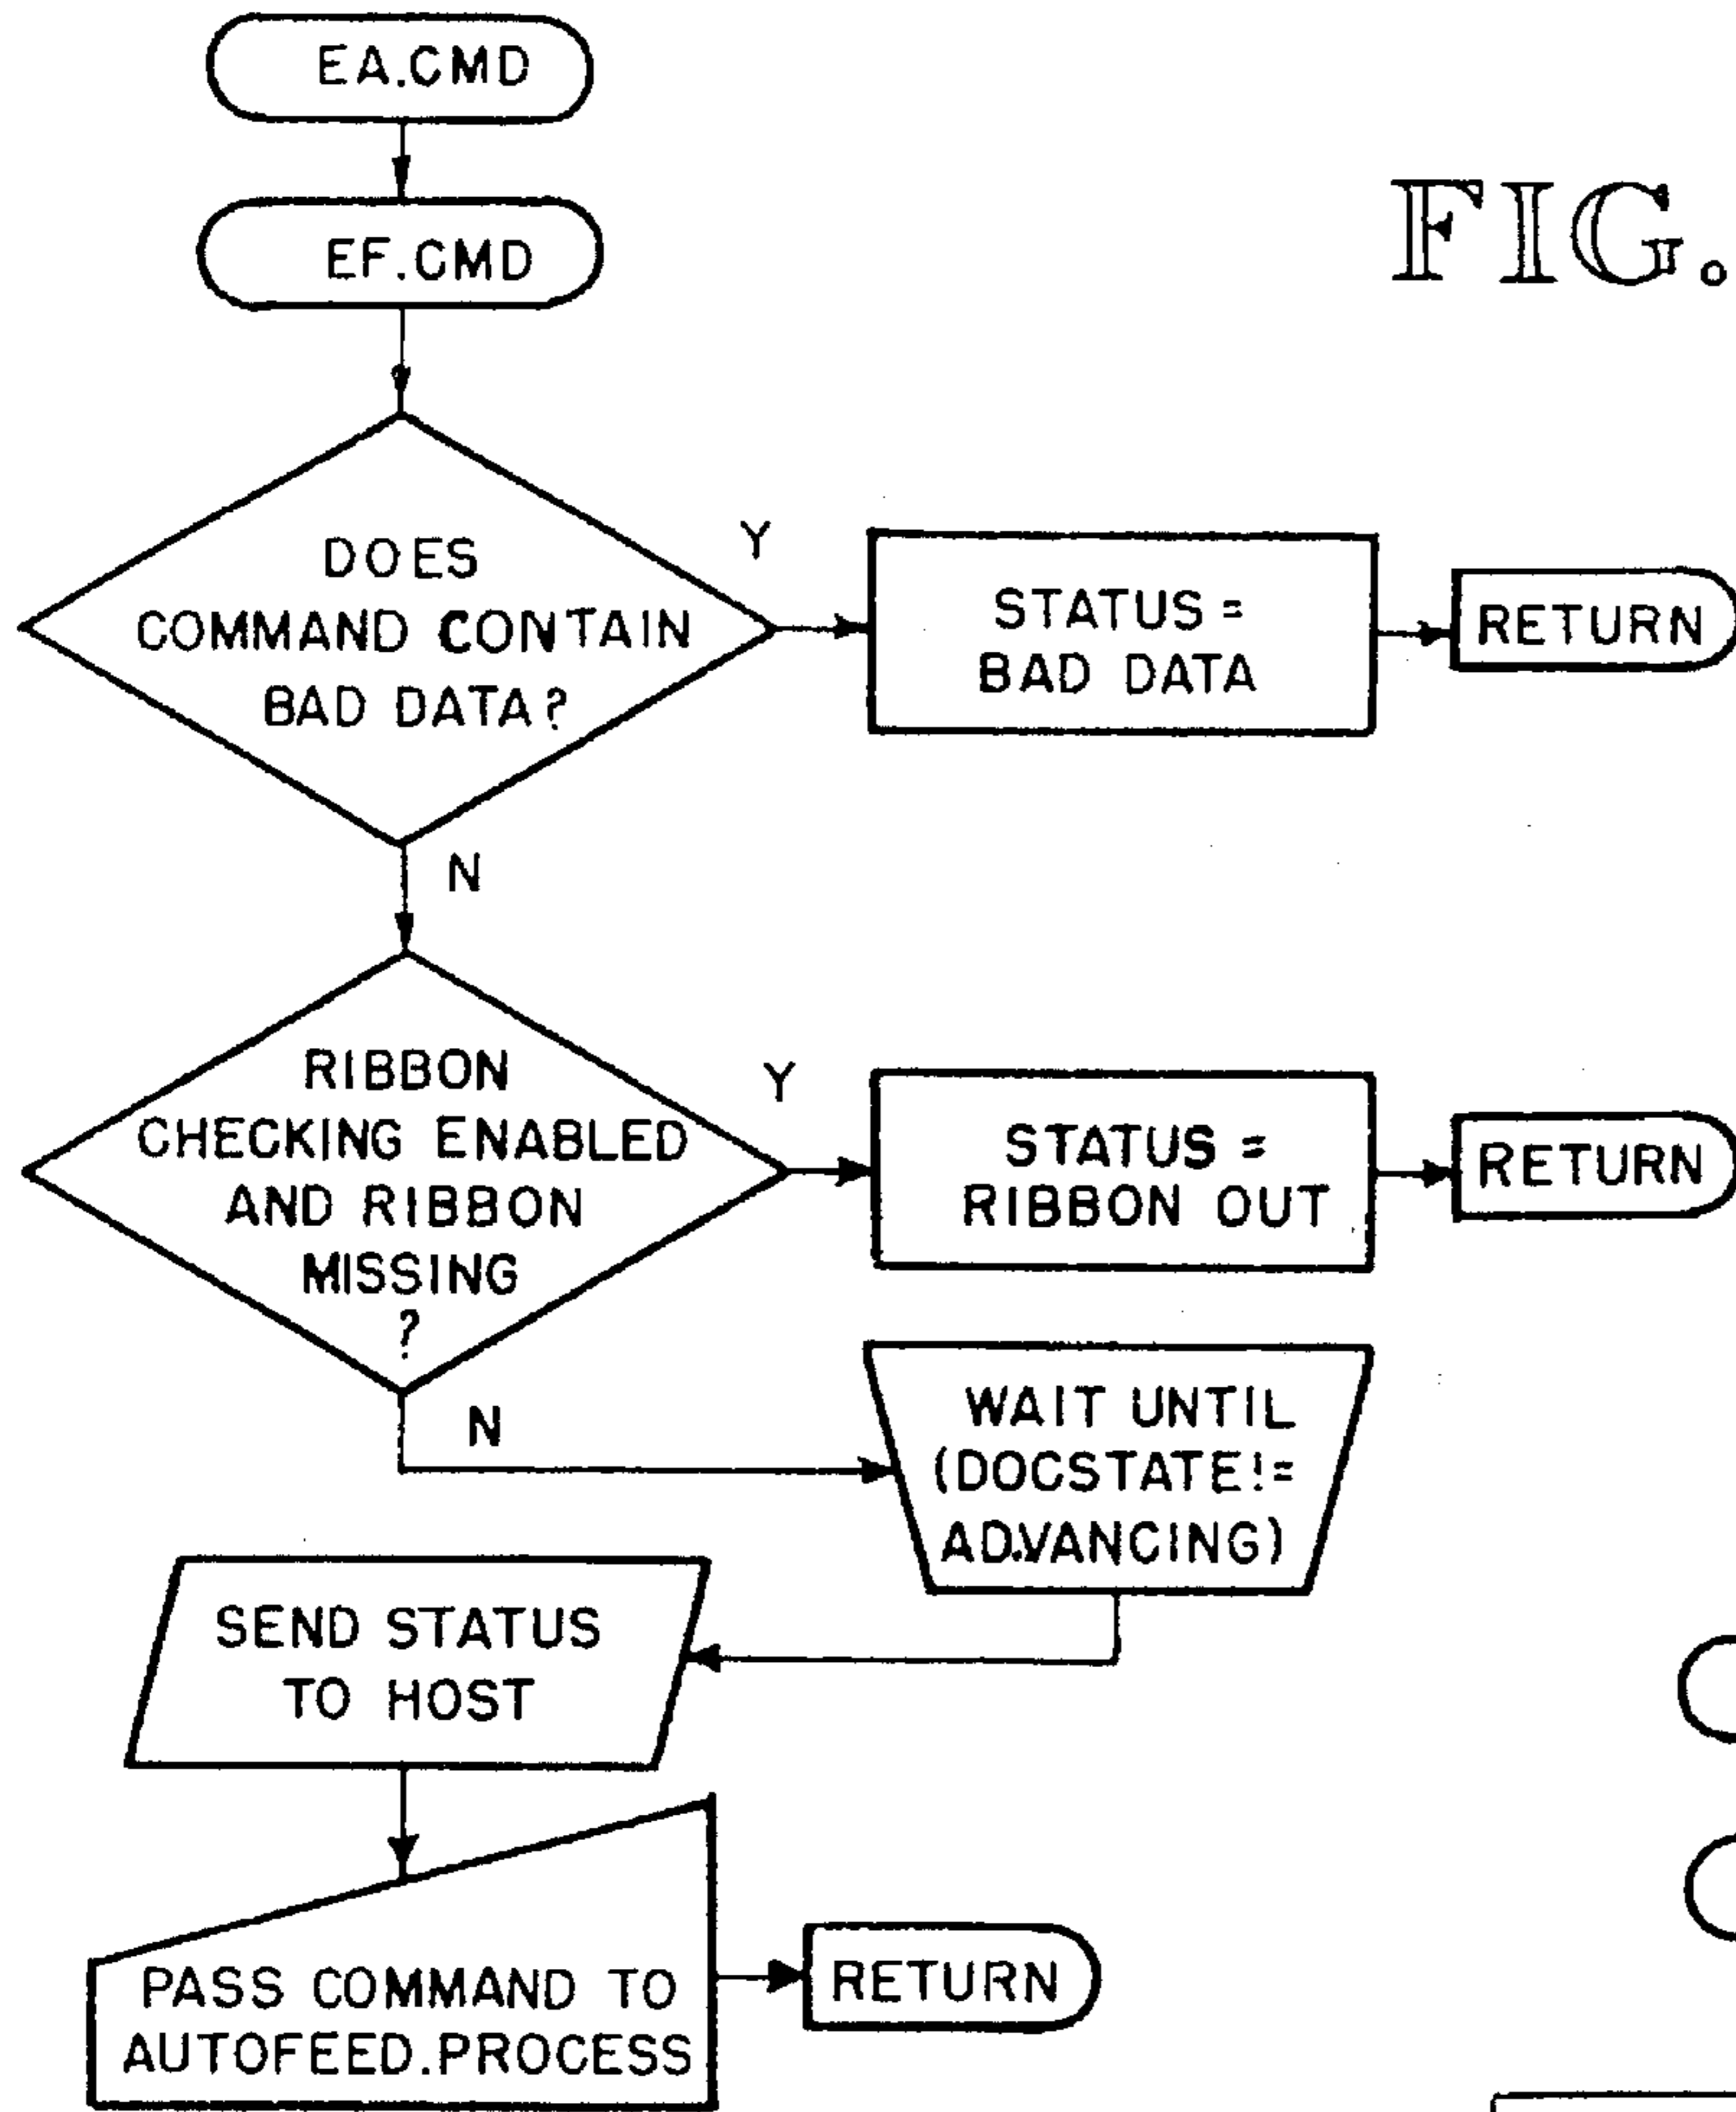 EA.CMD
FIG.
EF.CMD
DOES
COMMAND CONTAIN
BAD DATA?
Y
STATUS =
BAD DATA
RETURN
N
RIBBON
CHECKING ENABLED
AND RIBBON
MISSING
?
Y
STATUS =
RIBBON OUT
RETURN
N
WAIT UNTIL
(DOCSTATE!=
ADVANCING)
SEND STATUS
TO HOST
PASS COMMAND TO
AUTOFEED.PROCESS
RETURN